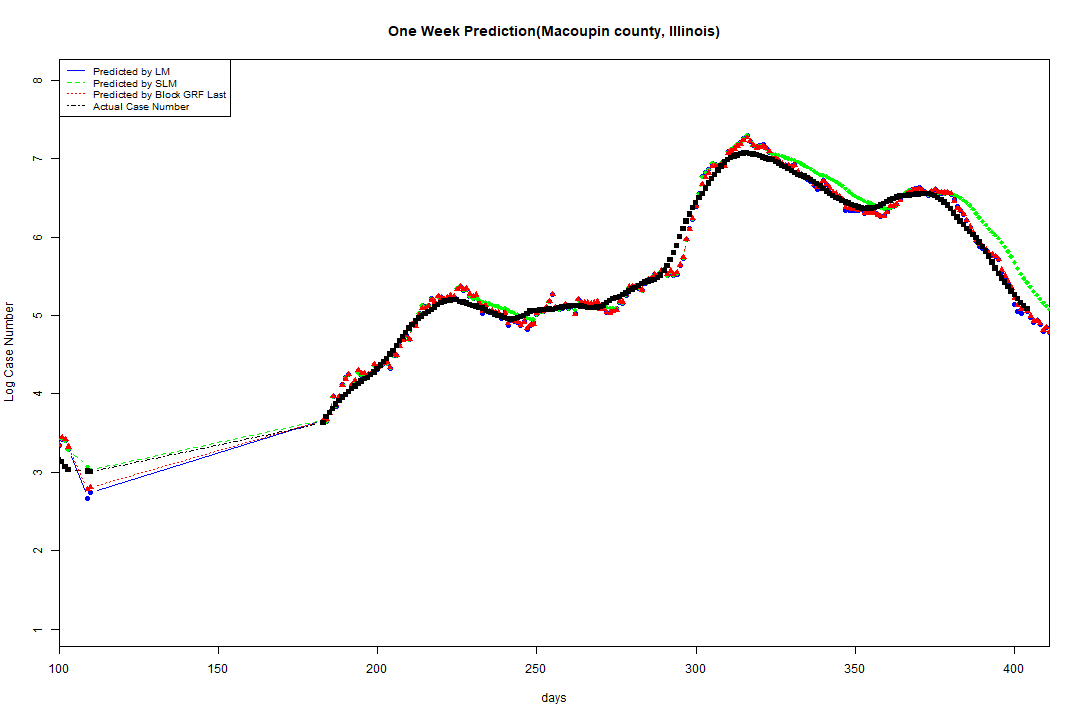 One Week Prediction(Macoupin county, Illinois)
Predicted by LM
Predicted by SLM
Predicted by Block GRF Last
Actual Case Number
Log Case Number
8
7
6
5
4
3
2
1
100 150 200 250 300 350 400
days